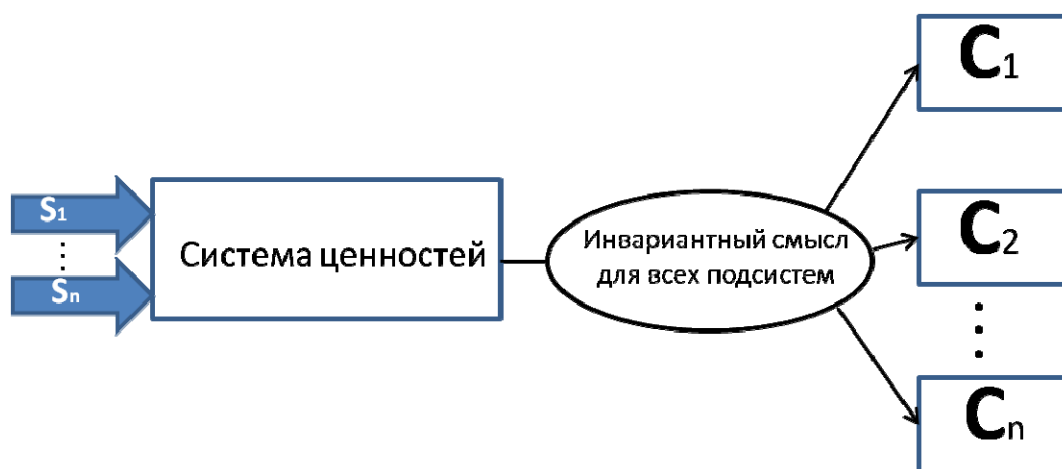 C1
S1
Система ценностей
Инвариантный смысл
для всех подсистем
C2
Sn
Cn